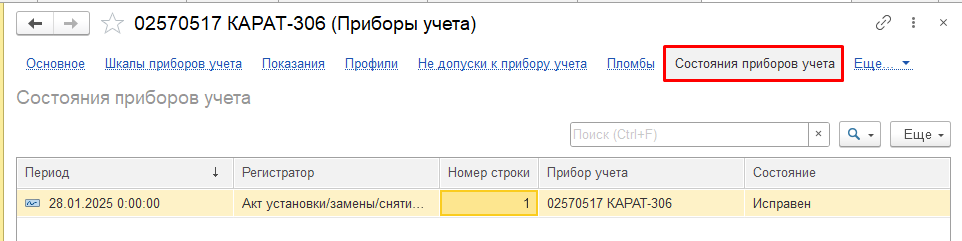 02570517 КАРАТ-306 (Приборы учета)
Основное Шкалы приборов учета Показания Профили Не допуски к прибору учета Пломбы Состояния приборов учета Еще...
Состояния приборов учета
Поиск (Ctrl+F) × Еще
Период ↓ Регистратор Номер строки Прибор учета Состояние
28.01.2025 0:00:00 Акт установки/замены/сняти... 1 02570517 КАРАТ-306 Исправен